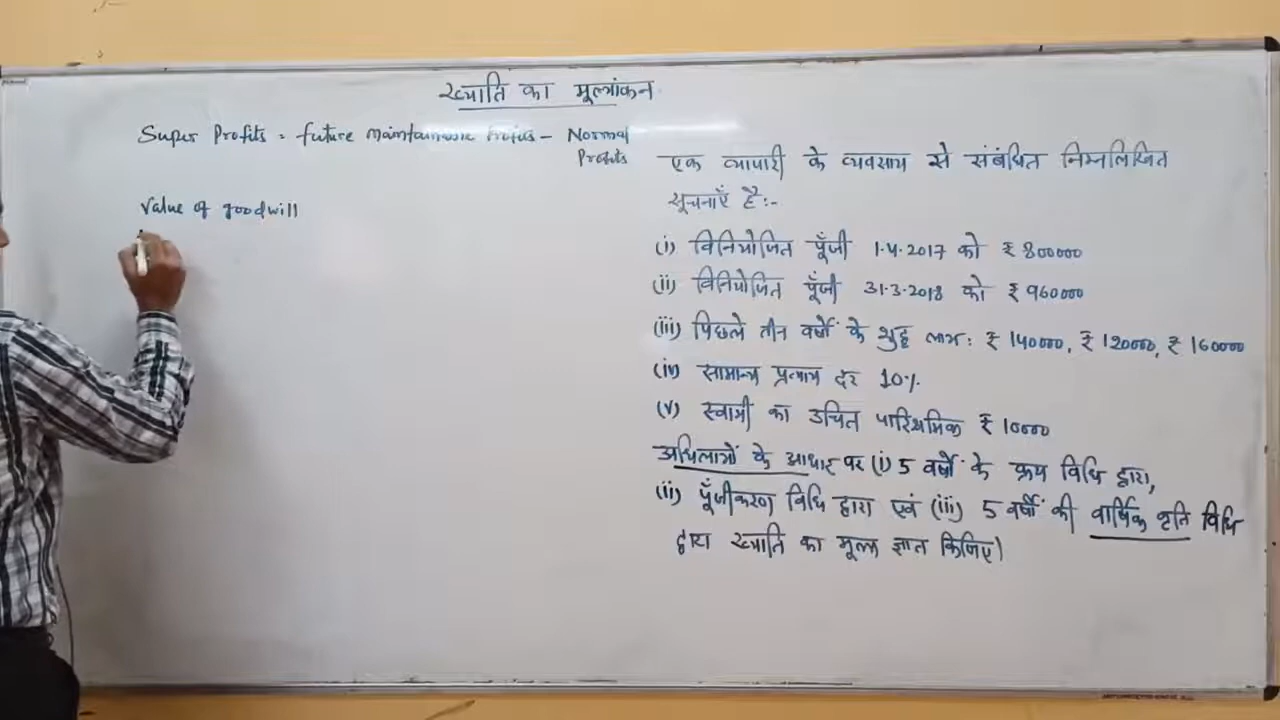 ख्याति का मूल्यांकन
Super Profits = future maintainable Profits - Normal
Profits
Value of goodwill
एक व्यापारी के व्यवसाय से संबंधित निम्नलिखित
सूचनाएँ है:-
(i) विनियोजित पूँजी 1.4.2017 को ₹ 800000
(ii) विनियोजित पूँजी 31.3.2018 को ₹ 960000
(iii) पिछले तीन वर्षों के शुद्ध लाभ: ₹ 140000, ₹ 120000, ₹ 160000
(iv) सामान्य प्रत्याय दर 10%
(v) स्वामी का उचित पारिश्रमिक ₹ 10000
अधिलाभों के आधार पर (i) 5 वर्षों के क्रय विधि द्वारा,
(ii) पूँजीकरण विधि द्वारा एवं (iii) 5 वर्षों की वार्षिक वृति विधि
द्वारा ख्याति का मूल्य ज्ञात किजिए।